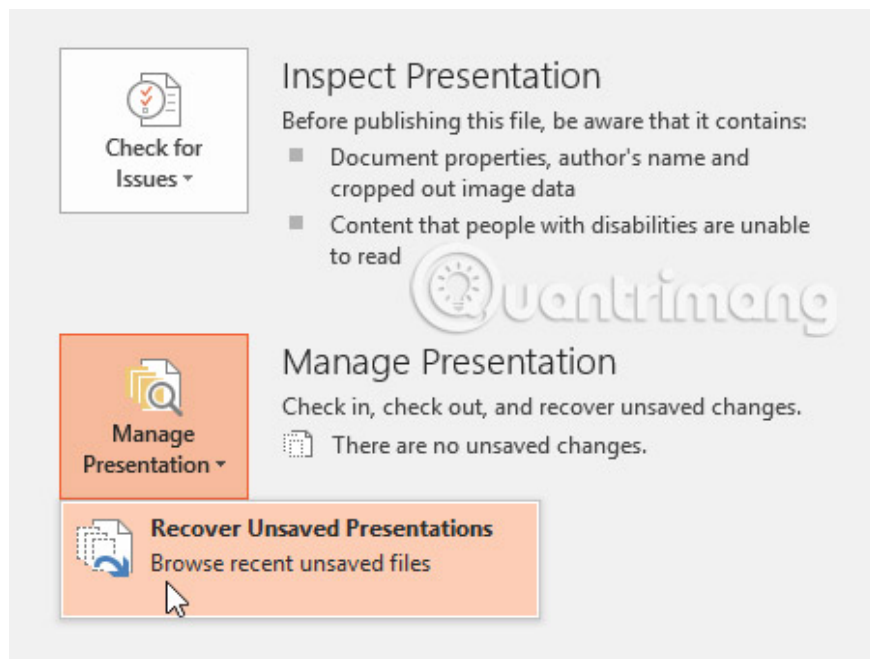 Check for
Issues
Inspect Presentation
Before publishing this file, be aware that it contains:
Document properties, author's name and
cropped out image data
Content that people with disabilities are unable
to read
Quantrimang
Manage
Presentation
Manage Presentation
Check in, check out, and recover unsaved changes.
There are no unsaved changes.
Recover Unsaved Presentations
Browse recent unsaved files